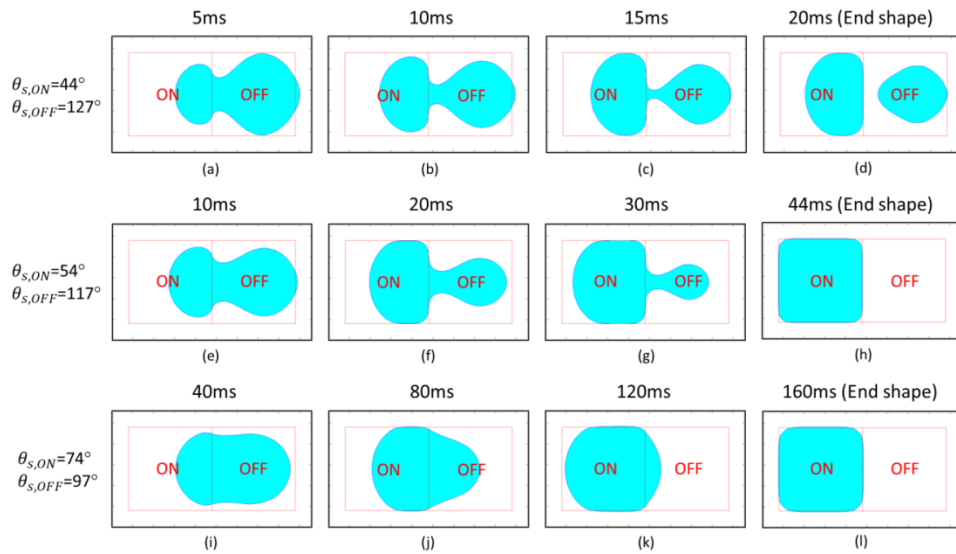 5ms 10ms 15ms 20ms (End shape)
θs,ON=44°
θs,OFF=127°
ON OFF ON OFF ON OFF ON OFF
(a) (b) (c) (d)
10ms 20ms 30ms 44ms (End shape)
θs,ON=54°
θs,OFF=117°
ON OFF ON OFF ON OFF ON OFF
(e) (f) (g) (h)
40ms 80ms 120ms 160ms (End shape)
θs,ON=74°
θs,OFF=97°
ON OFF ON OFF ON OFF ON OFF
(i) (j) (k) (l)